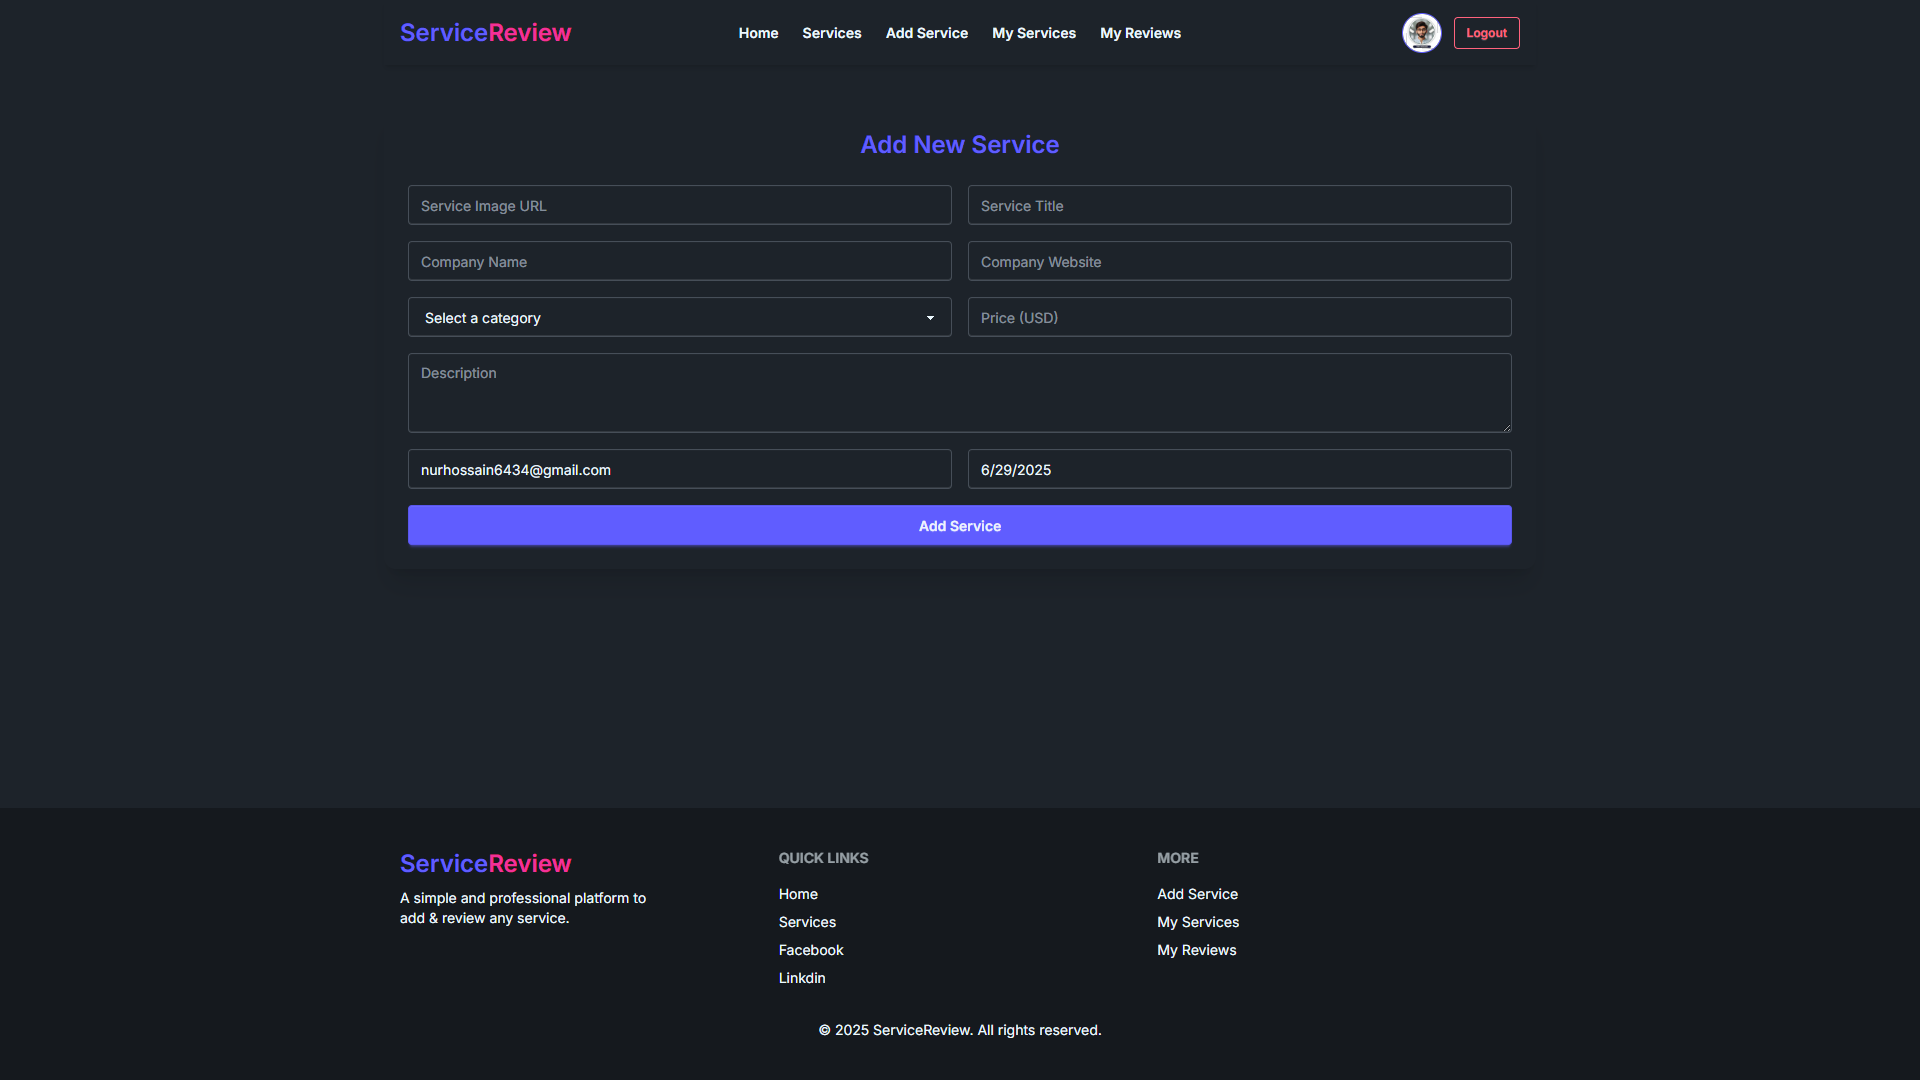 ServiceReview
Home Services Add Service My Services My Reviews
Logout
Add New Service
Service Image URL
Service Title
Company Name
Company Website
Select a category
Price (USD)
Description
nurhossain6434@gmail.com
6/29/2025
Add Service
ServiceReview
A simple and professional platform to
add & review any service.
QUICK LINKS
Home
Services
Facebook
Linkdin
MORE
Add Service
My Services
My Reviews
© 2025 ServiceReview. All rights reserved.